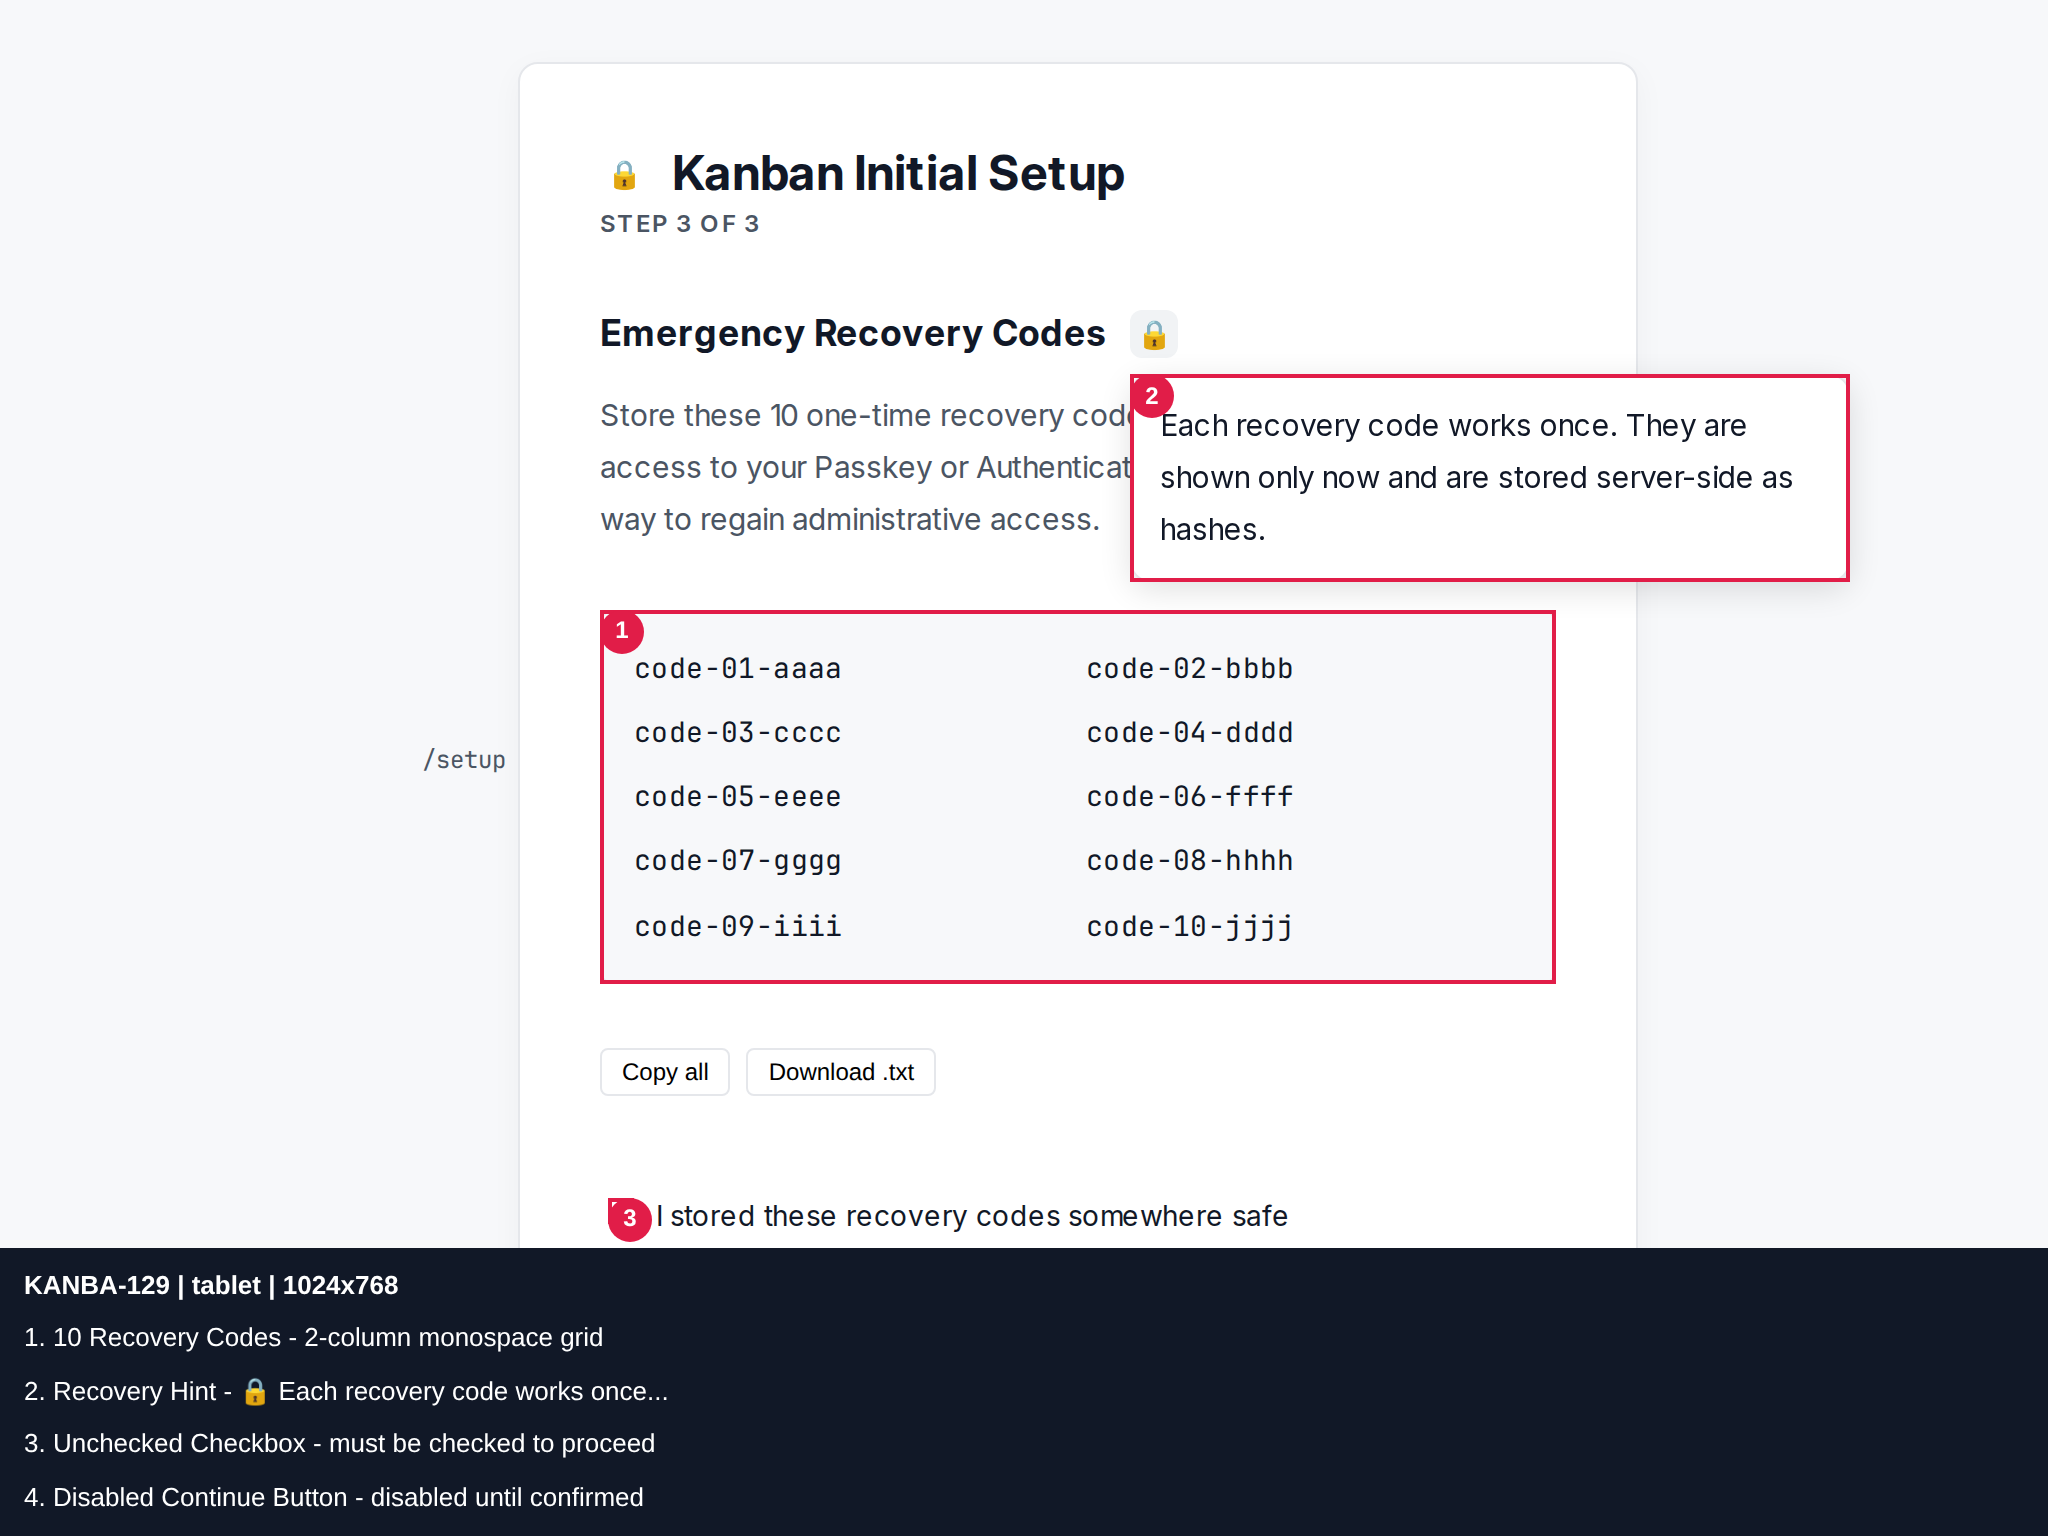 🔒 Kanban Initial Setup
STEP 3 OF 3
Emergency Recovery Codes 🔒
Store these 10 one-time recovery
access to your Passkey or
way to regain administrative access.
2
Each recovery code works once. They are
shown only now and are stored server-side as
hashes.
1
code-01-aaaa code-02-bbbb
code-03-cccc code-04-dddd
/setup
code-05-eeee code-06-ffff
code-07-gggg code-08-hhhh
code-09-iiii code-10-jjjj
Copy all Download .txt
3 I stored these recovery codes somewhere safe
KANBA-129 | tablet | 1024x768
1. 10 Recovery Codes - 2-column monospace grid
2. Recovery Hint - 🔒 Each recovery code works once...
3. Unchecked Checkbox - must be checked to proceed
4. Disabled Continue Button - disabled until confirmed